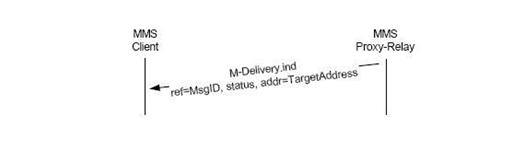 MMS
Client
MMS
Proxy-Relay
M-Delivery.ind
ref=MsgID, status, addr=TargetAddress